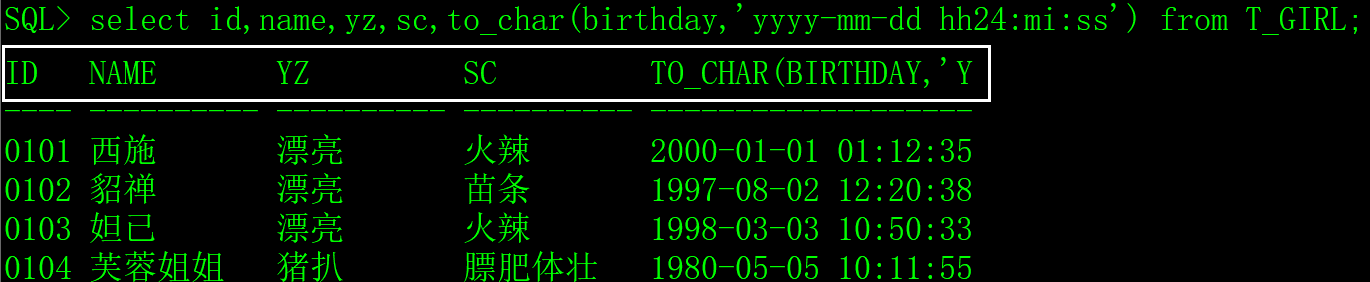 SQL> select id,name,yz,sc,to_char(birthday,'yyyy-mm-dd hh24:mi:ss') from T_GIRL;
ID NAME YZ SC TO_CHAR(BIRTHDAY,'Y
---- ---------- ---------- ---------- -------------------
0101 西施 漂亮 火辣 2000-01-01 01:12:35
0102 貂禅 漂亮 苗条 1997-08-02 12:20:38
0103 妲己 漂亮 火辣 1998-03-03 10:50:33
0104 芙蓉姐姐 猪扒 膘肥体壮 1980-05-05 10:11:55